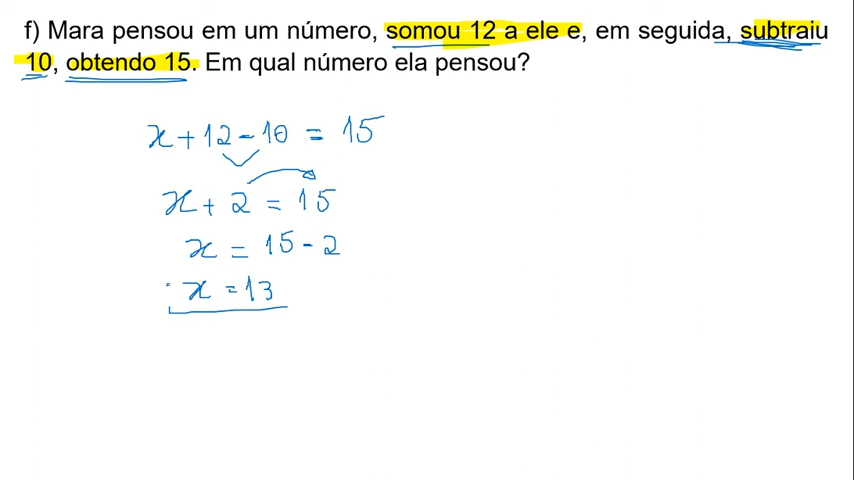 f) Mara pensou em um número, somou 12 a ele e, em seguida, subtraiu
10, obtendo 15. Em qual número ela pensou?
x + 12 - 10 = 15
x + 2 = 15
x = 15 - 2
x = 13